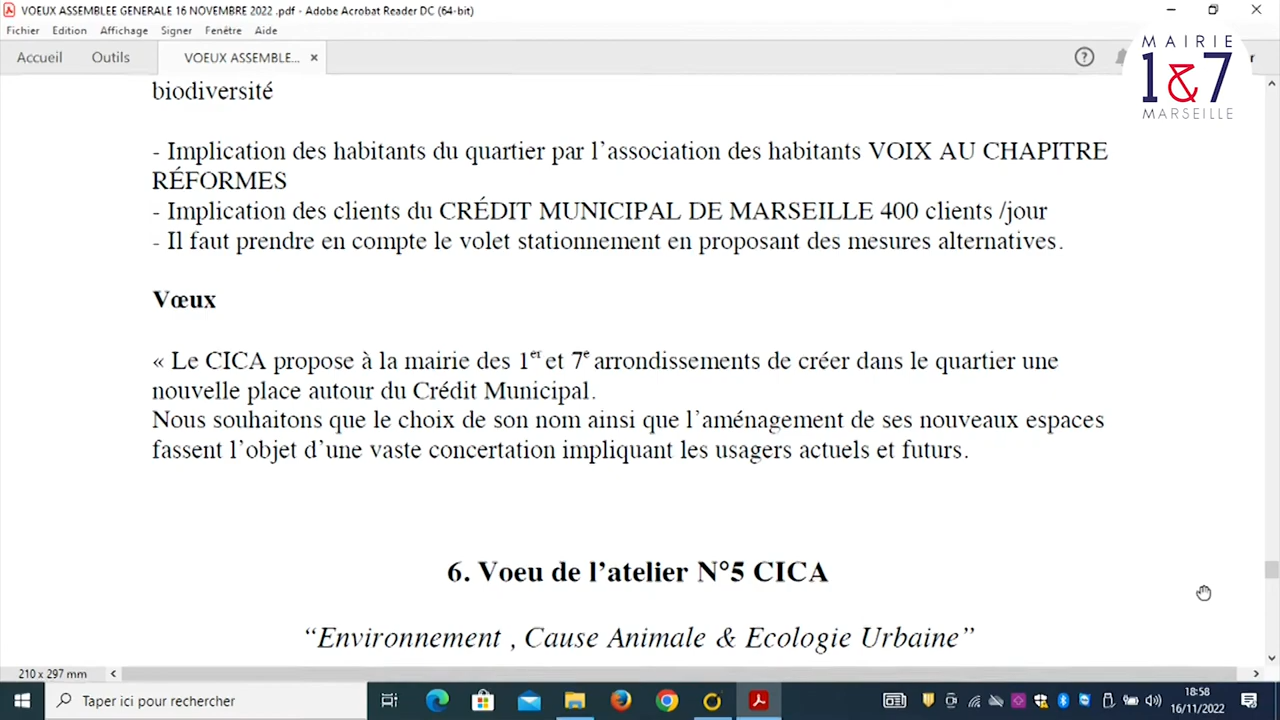 VOEUX ASSEMBLEE GENERALE 16 NOVEMBRE 2022 .pdf - Adobe Acrobat Reader DC (64-bit)
Fichier Edition Affichage Signer Fenêtre Aide
Accueil Outils VOEUX ASSEMBLE... ×
MAIRIE
1&7
MARSEILLE
biodiversité
- Implication des habitants du quartier par l’association des habitants VOIX AU CHAPITRE
RÉFORMES
- Implication des clients du CRÉDIT MUNICIPAL DE MARSEILLE 400 clients /jour
- Il faut prendre en compte le volet stationnement en proposant des mesures alternatives.
Vœux
« Le CICA propose à la mairie des 1er et 7e arrondissements de créer dans le quartier une
nouvelle place autour du Crédit Municipal.
Nous souhaitons que le choix de son nom ainsi que l’aménagement de ses nouveaux espaces
fassent l’objet d’une vaste concertation impliquant les usagers actuels et futurs.
6. Voeu de l’atelier N°5 CICA
“Environnement , Cause Animale & Ecologie Urbaine”
210 x 297 mm
Taper ici pour rechercher
18:58
16/11/2022